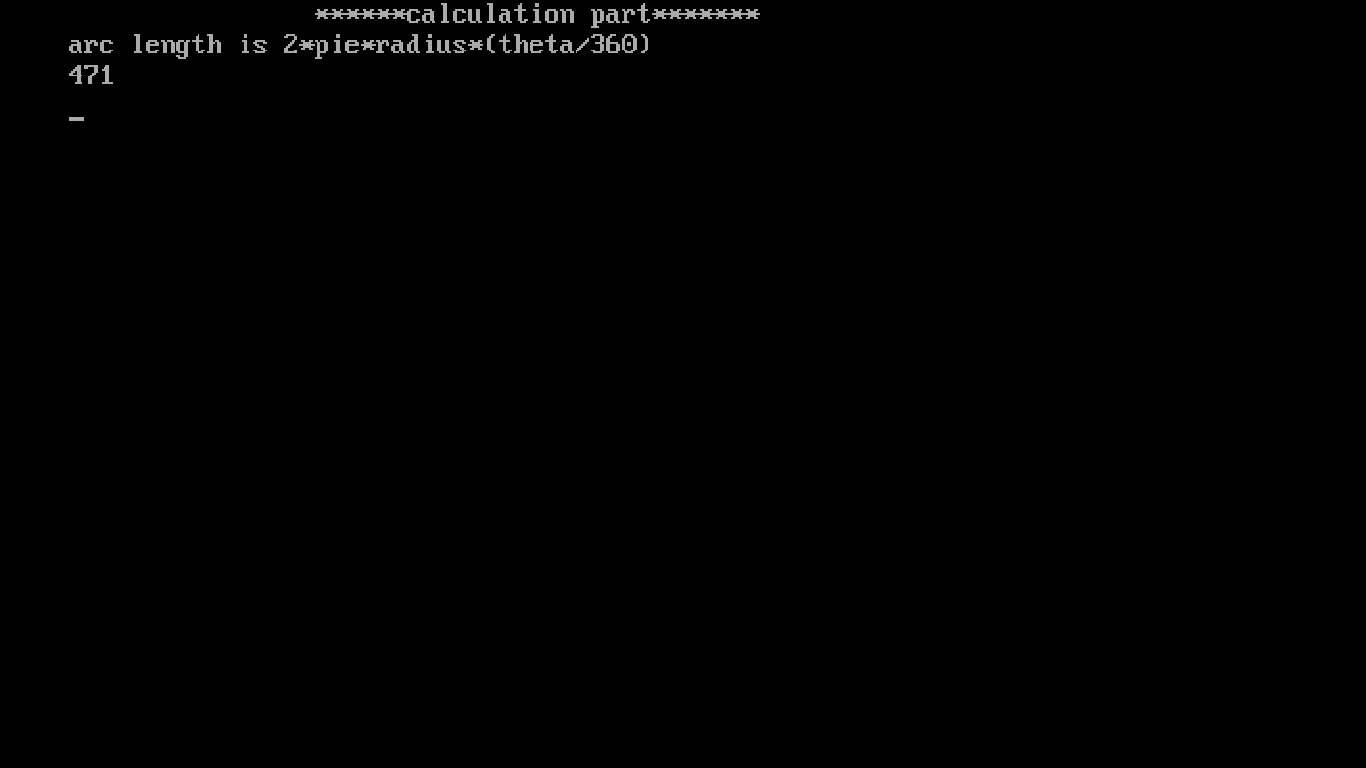 ******calculation part*******
arc length is 2*pie*radius*(theta/360)
471